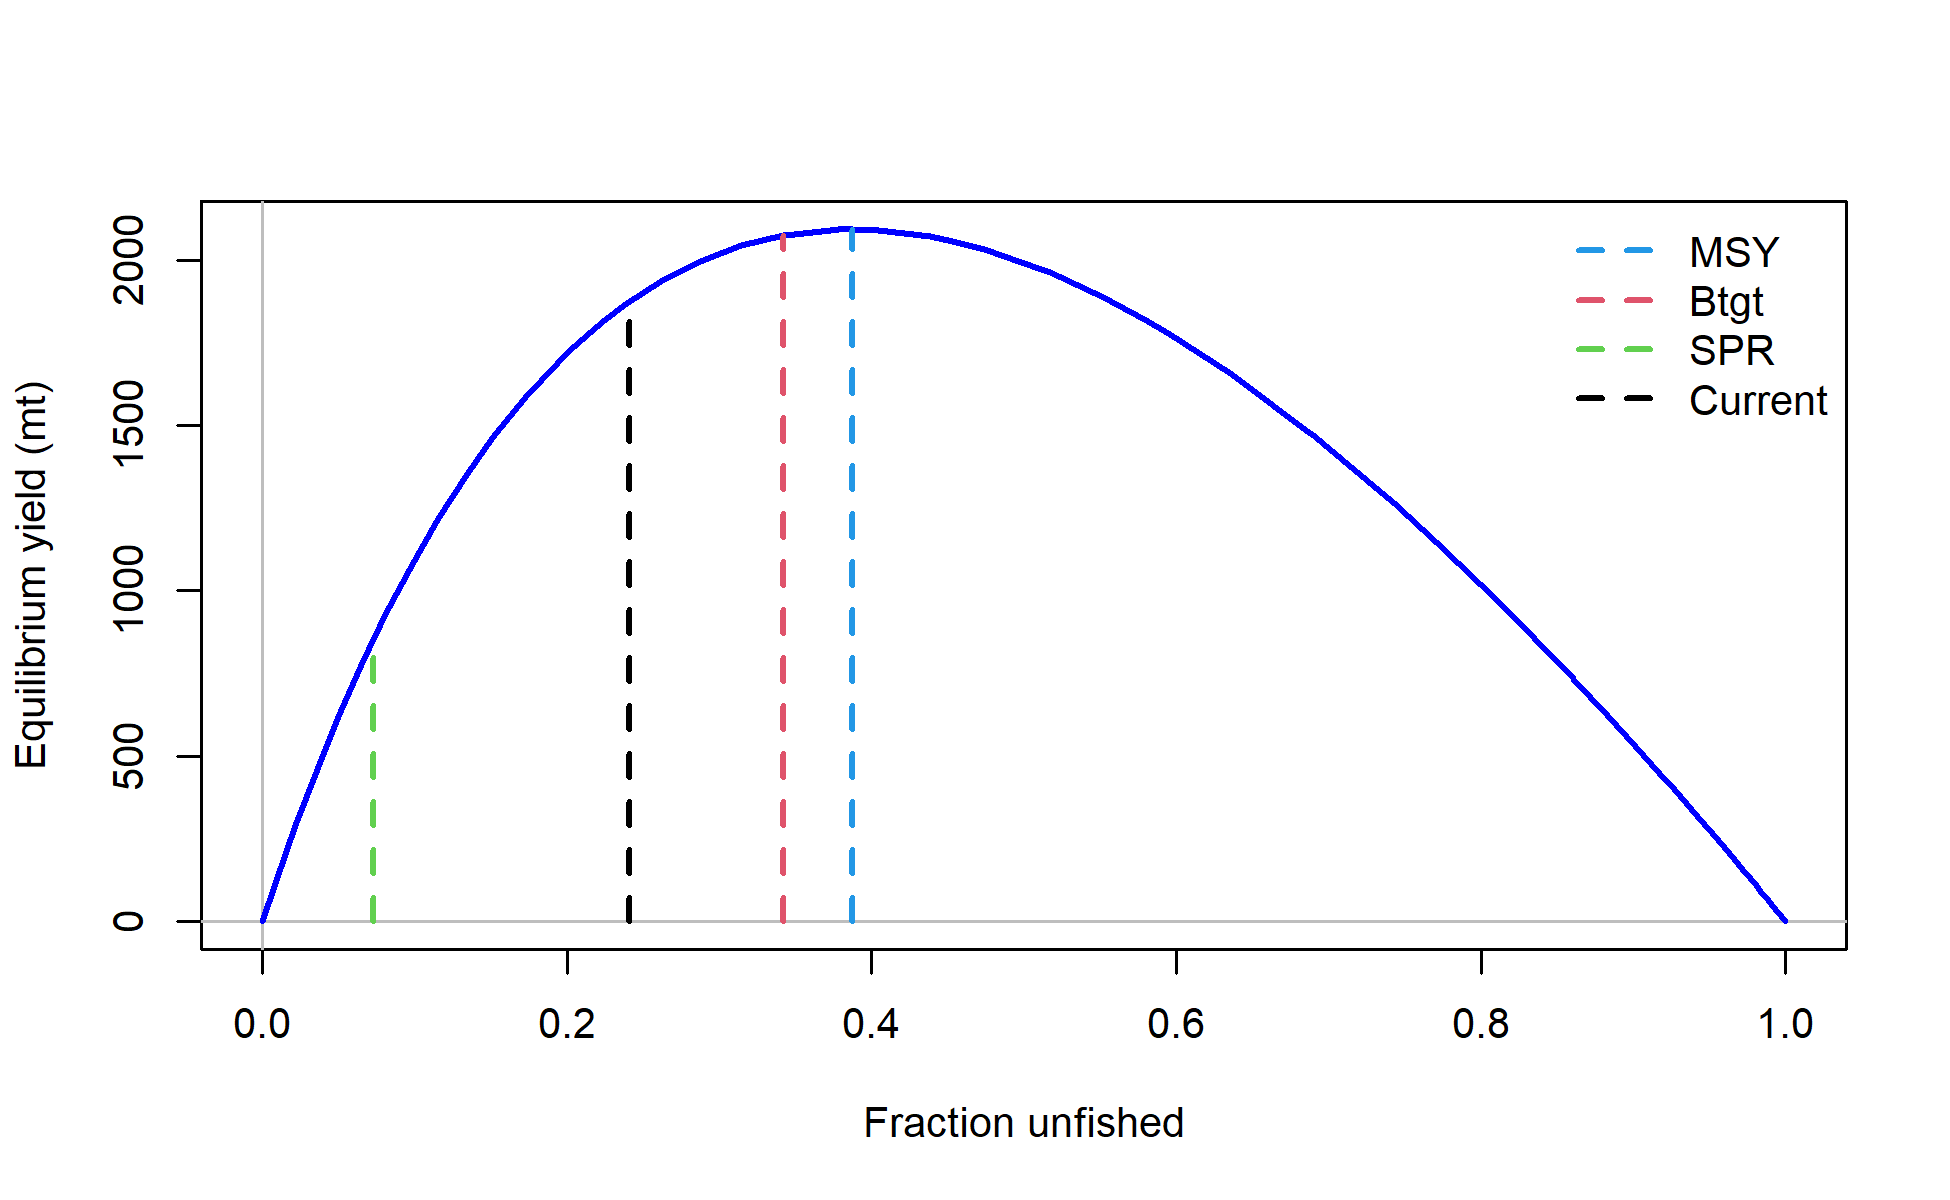 Equilibrium yield (mt)
2000
1500
1000
500
0
MSY
Btgt
SPR
Current
0.0 0.2 0.4 0.6 0.8 1.0
Fraction unfished